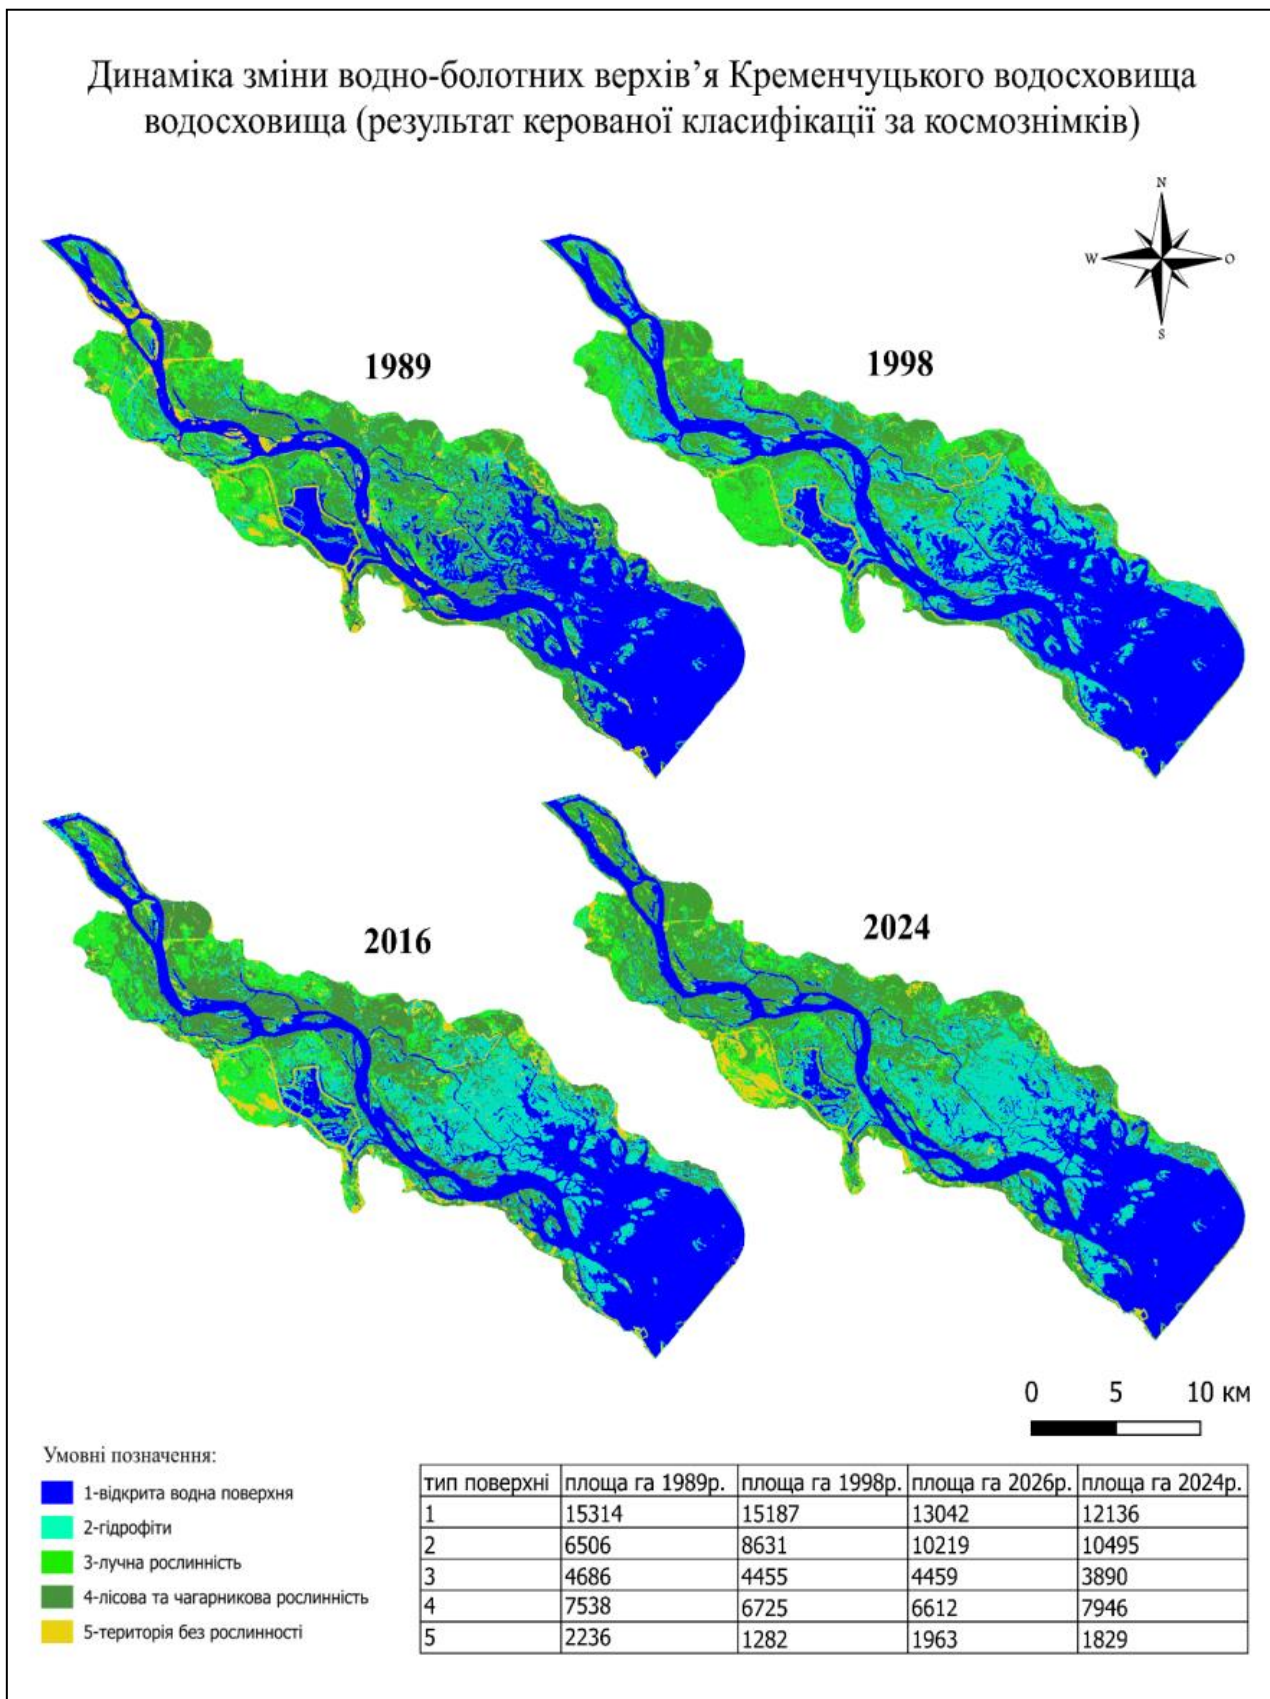 Динаміка зміни водно-болотних верхів’я Кременчуцького водосховища
водосховища (результат керованої класифікації за космознімків)
N
W
O
S
1989
1998
2016
2024
0 5 10 км
Умовні позначення:
1-відкрита водна поверхня
2-гідрофіти
3-лучна рослинність
4-лісова та чагарникова рослинність
5-територія без рослинності
тип поверхні площа га 1989р. площа га 1998р. площа га 2026р. площа га 2024р.
1 15314 15187 13042 12136
2 6506 8631 10219 10495
3 4686 4455 4459 3890
4 7538 6725 6612 7946
5 2236 1282 1963 1829